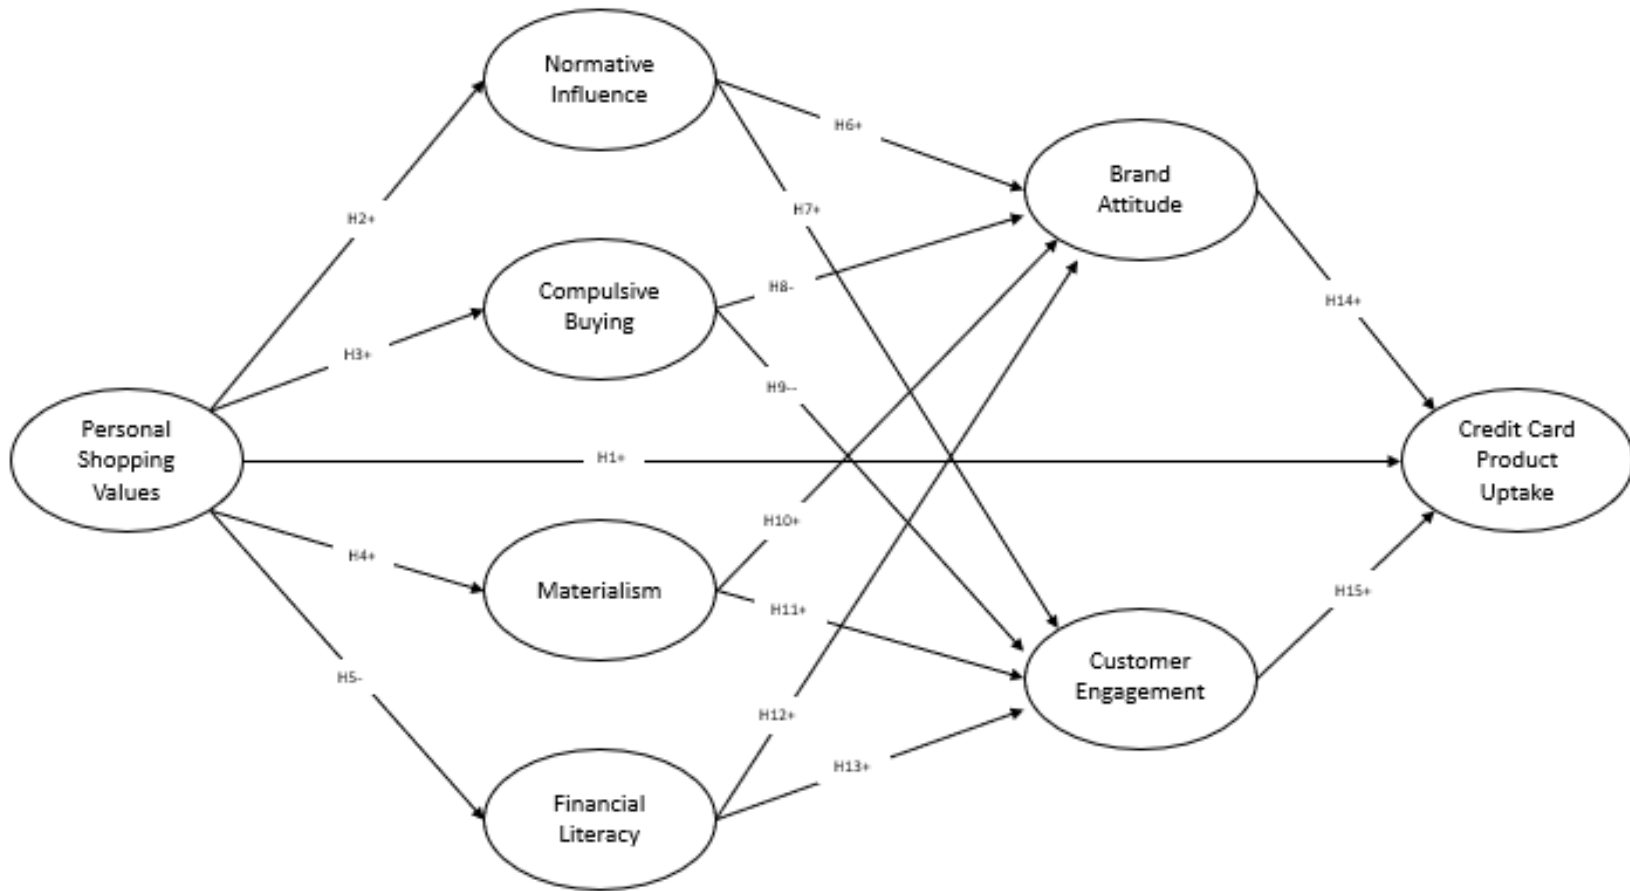 Normative
Influence
H6+
Brand
Attitude
H2+
H7+
Compulsive
Buying
H8-
H14+
H3+
H9--
Personal
Shopping
Values
H1+
Credit Card
Product
Uptake
H10+
H4+
Materialism
H11+
H15+
H5-
Customer
Engagement
H12+
H13+
Financial
Literacy